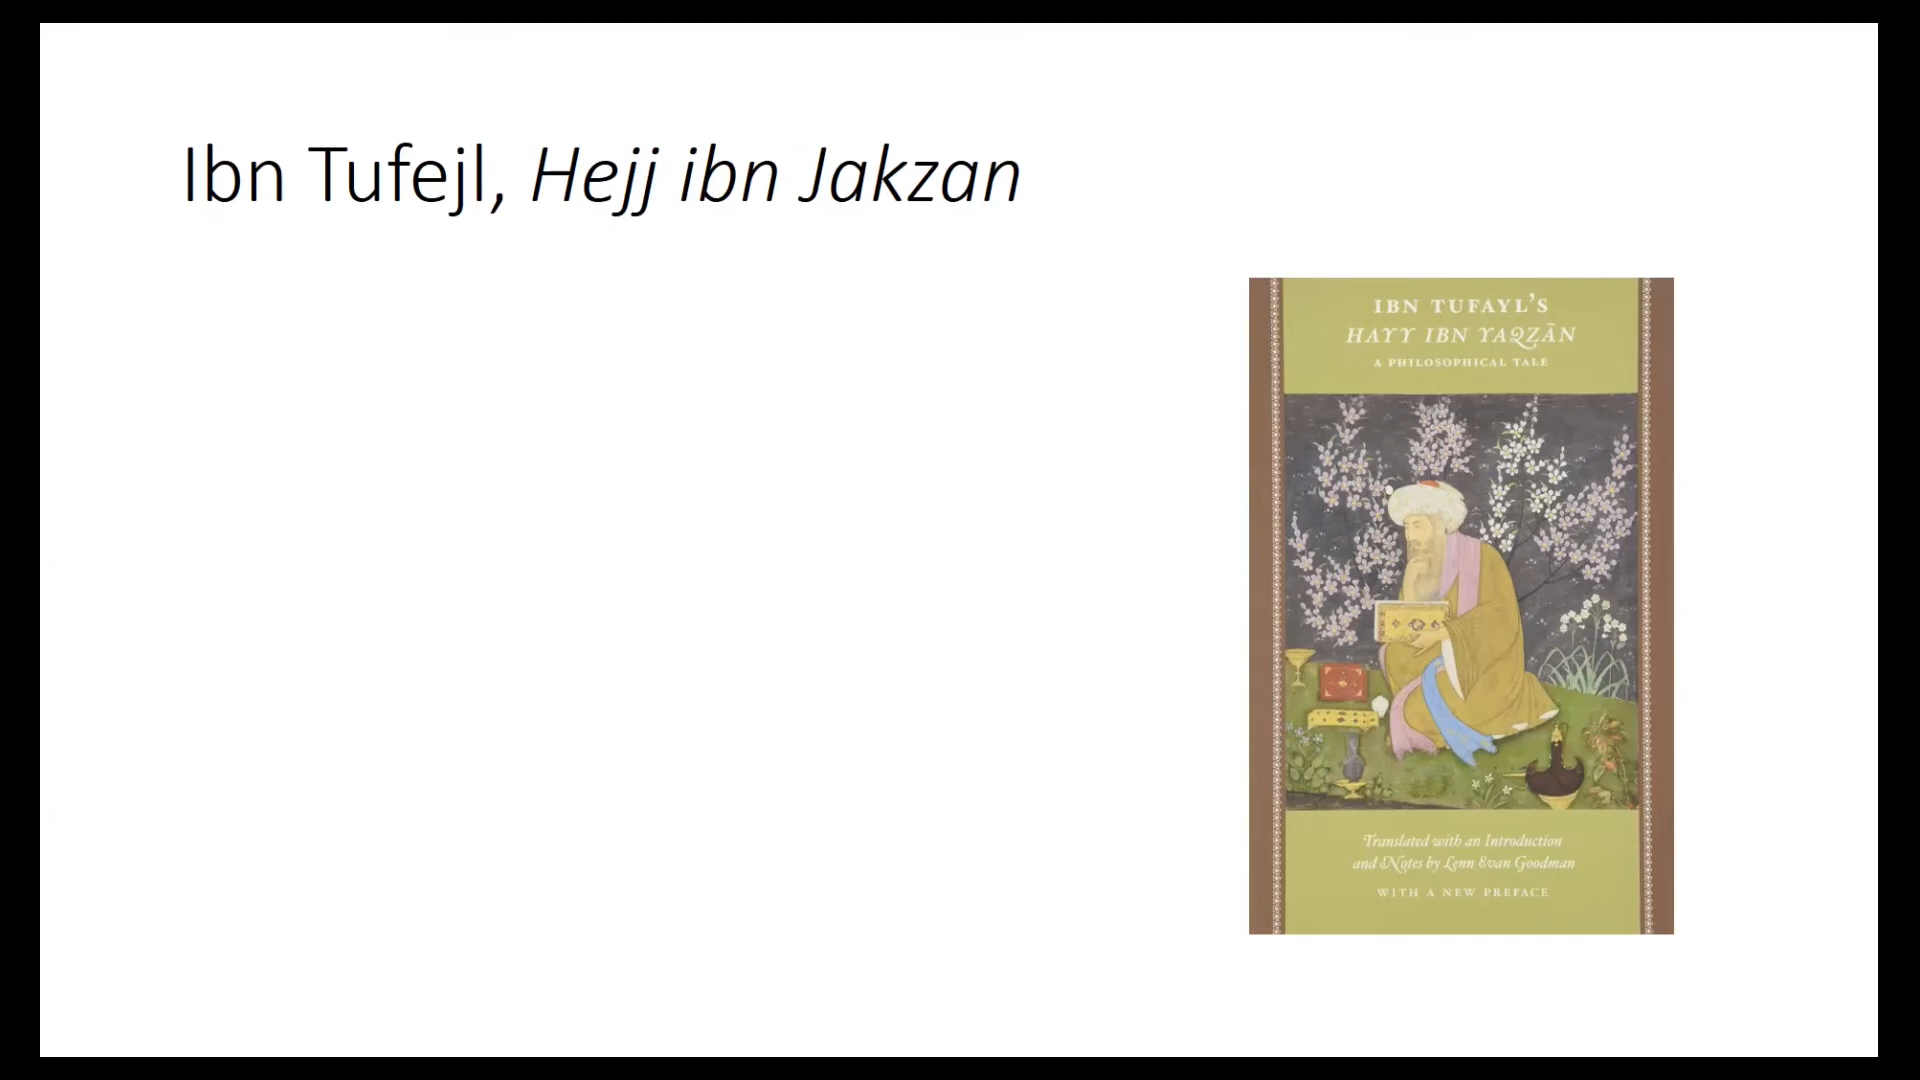 Ibn Tufejl, Hejj ibn Jakzan
IBN TUFAYL'S
HAYY IBN YAQZĀN
A PHILOSOPHICAL TALE
Translated with an Introduction
and Notes by Lenn Evan Goodman
WITH A NEW PREFACE